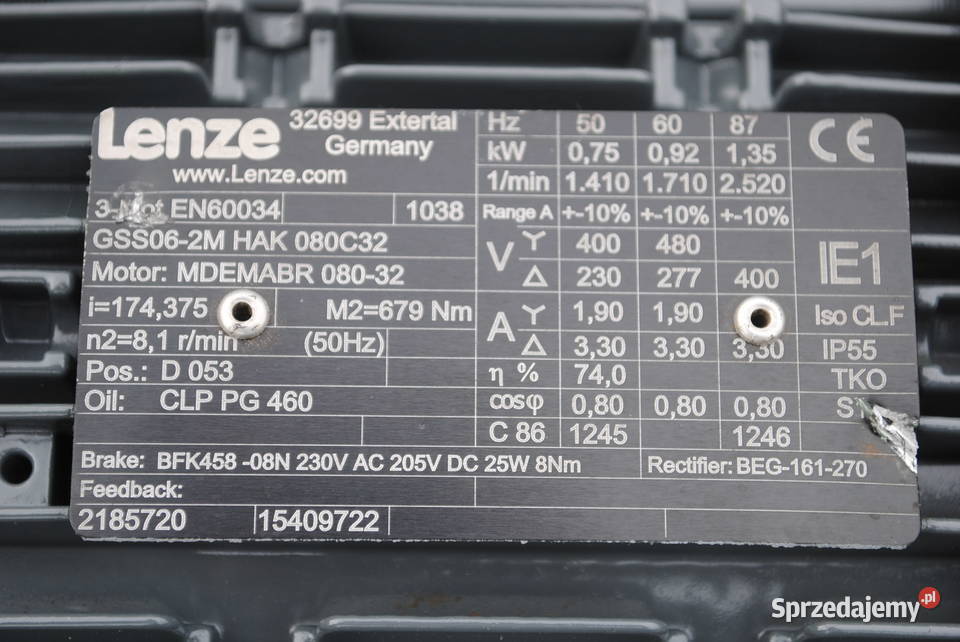 Lenze
32699 Extertal
Germany
www.Lenze.com
3 Mot EN60034 1038
GSS06-2M HAK 080C32
Motor: MDEMABR 080-32
i=174,375 M2=679 Nm
n2=8,1 r/min (50Hz)
Pos.: D 053
Oil: CLP PG 460
Hz 50 60 87
kW 0,75 0,92 1,35
1/min 1.410 1.710 2.520
Range A +-10% +-10% +-10%
V Y 400 480
Δ 230 277 400
A Y 1,90 1,90
Δ 3,30 3,30 3,30
η % 74,0
cosφ 0,80 0,80 0,80
C 86 1245 1246
CE
IE1
Iso CL.F
IP55
TKO
Brake: BFK458 -08N 230V AC 205V DC 25W 8Nm Rectifier: BEG-161-270
Feedback:
2185720 15409722
Sprzedajemy.pl